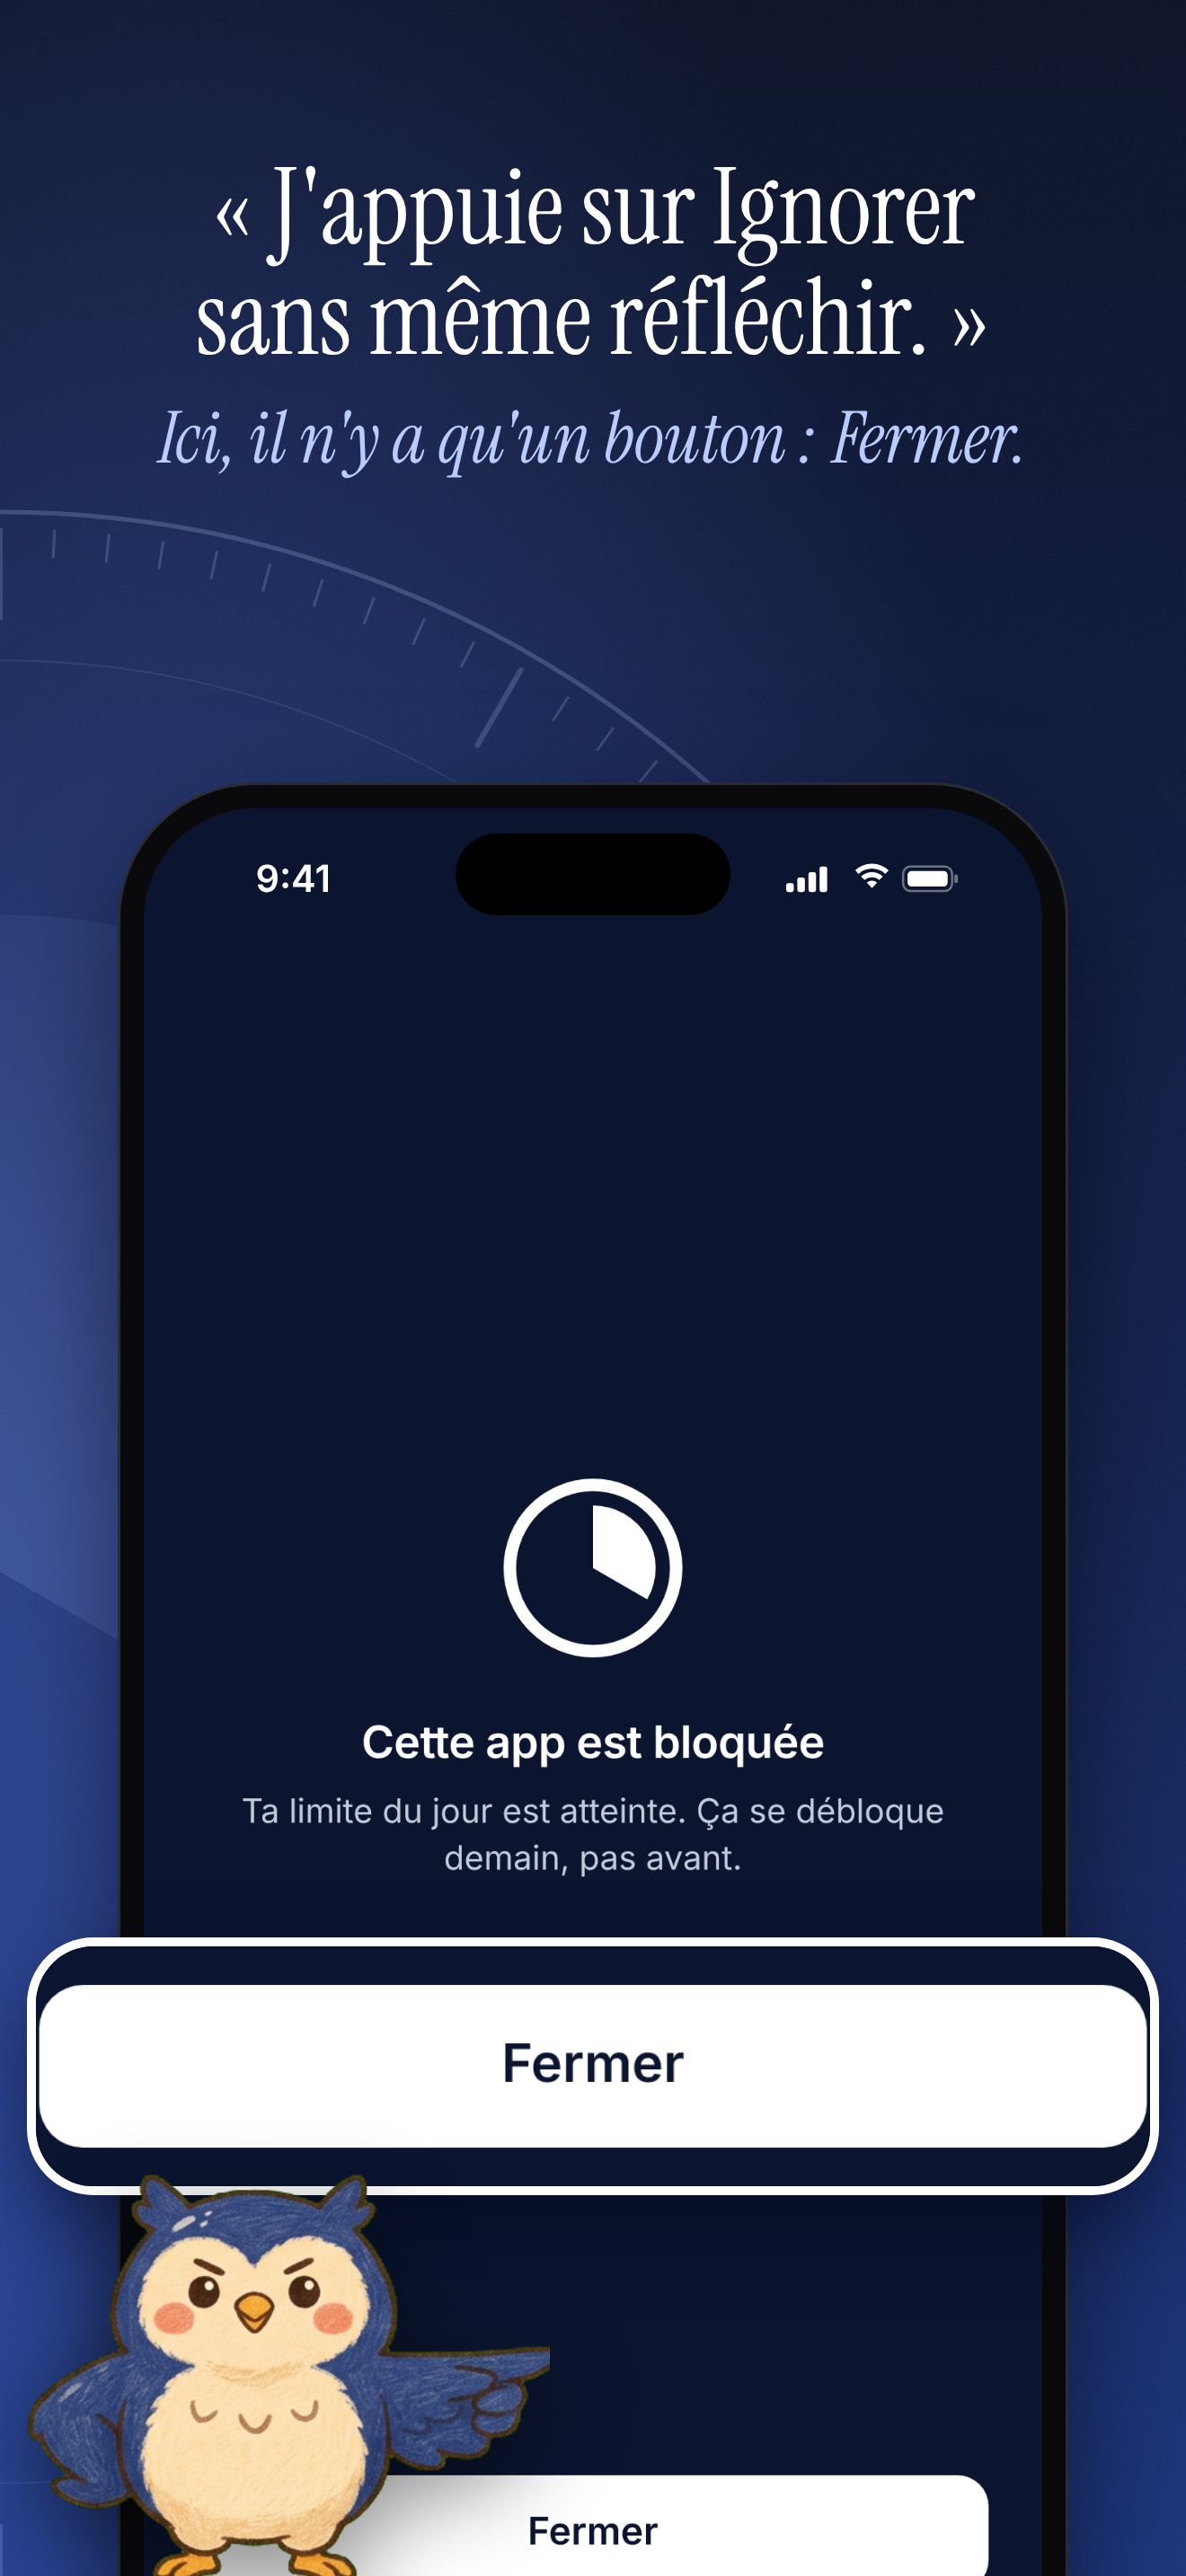 « J'appuie sur Ignorer
sans même réfléchir. »
Ici, il n'y a qu'un bouton : Fermer.
9:41
Cette app est bloquée
Ta limite du jour est atteinte. Ça se débloque
demain, pas avant.
Fermer
Fermer